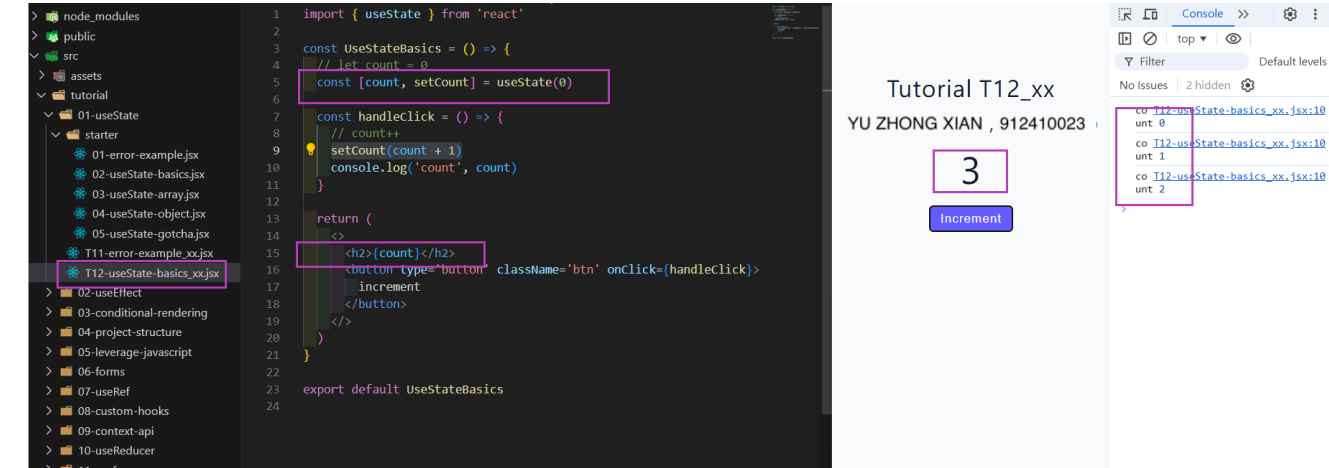 node_modules
public
src
assets
tutorial
01-useState
starter
01-error-example.jsx
02-useState-basics.jsx
03-useState-array.jsx
04-useState-object.jsx
05-useState-gotcha.jsx
T11-error-example_xx.jsx
T12-useState-basics_xx.jsx
02-useEffect
03-conditional-rendering
04-project-structure
05-leverage-javascript
06-forms
07-useRef
08-custom-hooks
09-context-api
10-useReducer
1 import { useState } from 'react'
2
3 const UseStateBasics = () => {
4 // let count = 0
5 const [count, setCount] = useState(0)
6
7 const handleClick = () => {
8 // count++
9 setCount(count + 1)
10 console.log('count', count)
11 }
12
13 return (
14 <>
15 <h2>{count}</h2>
16 <button type='button' className='btn' onClick={handleClick}>
17 increment
18 </button>
19 </>
20 )
21 }
22
23 export default UseStateBasics
24
Tutorial T12_xx
YU ZHONG XIAN , 912410023
3
Increment
Console
top
Filter Default levels
No Issues 2 hidden
co T12-useState-basics_xx.jsx:10
unt 0
co T12-useState-basics_xx.jsx:10
unt 1
co T12-useState-basics_xx.jsx:10
unt 2